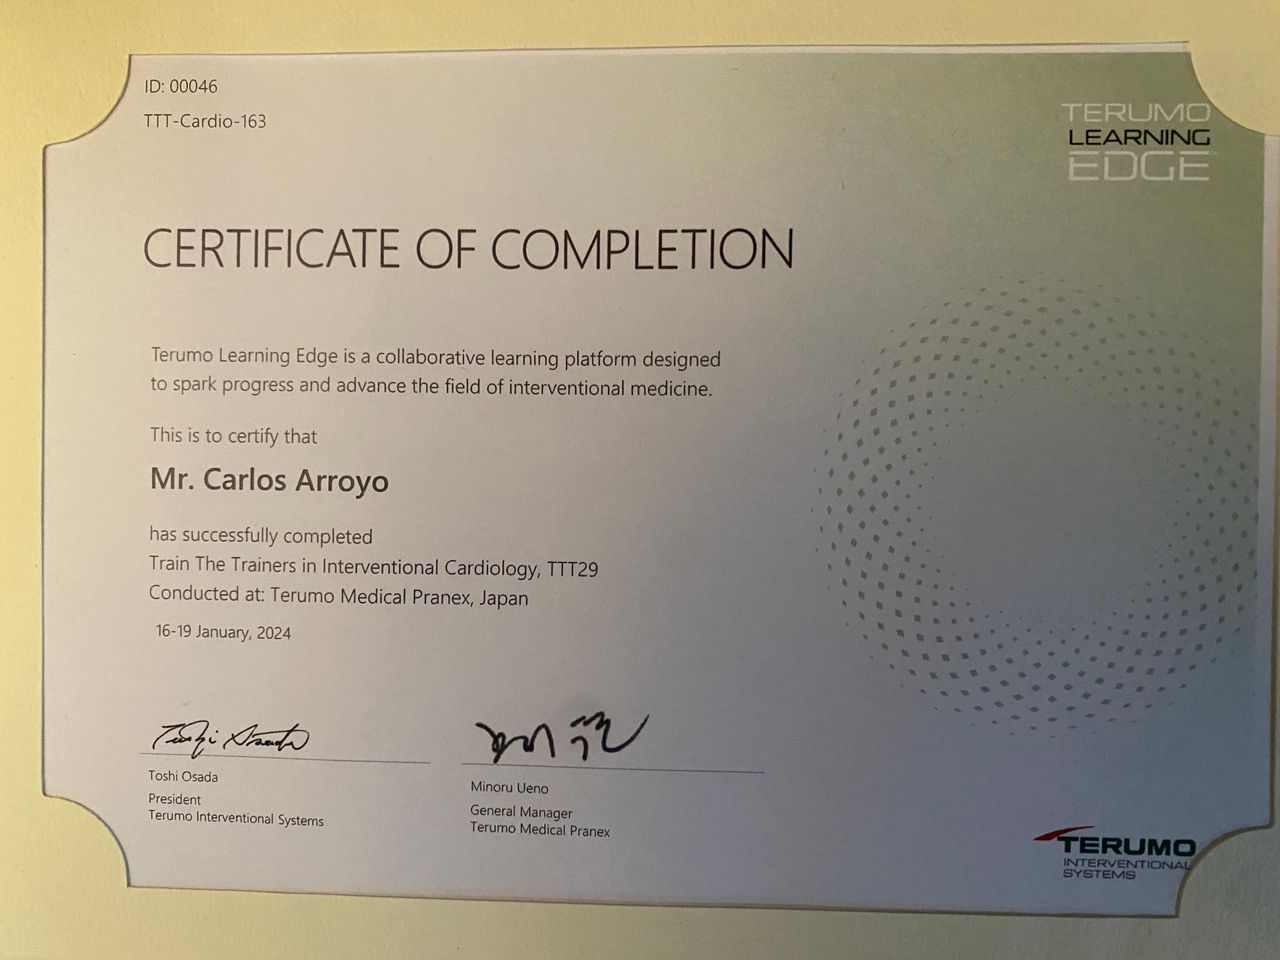 ID: 00046
TTT-Cardio-163
TERUMO
LEARNING
EDGE
CERTIFICATE OF COMPLETION
Terumo Learning Edge is a collaborative learning platform designed
to spark progress and advance the field of interventional medicine.
This is to certify that
Mr. Carlos Arroyo
has successfully completed
Train The Trainers in Interventional Cardiology, TTT29
Conducted at: Terumo Medical Pranex, Japan
16-19 January, 2024
Toshi Osada
President
Terumo Interventional Systems
Minoru Ueno
General Manager
Terumo Medical Pranex
TERUMO
INTERVENTIONAL
SYSTEMS